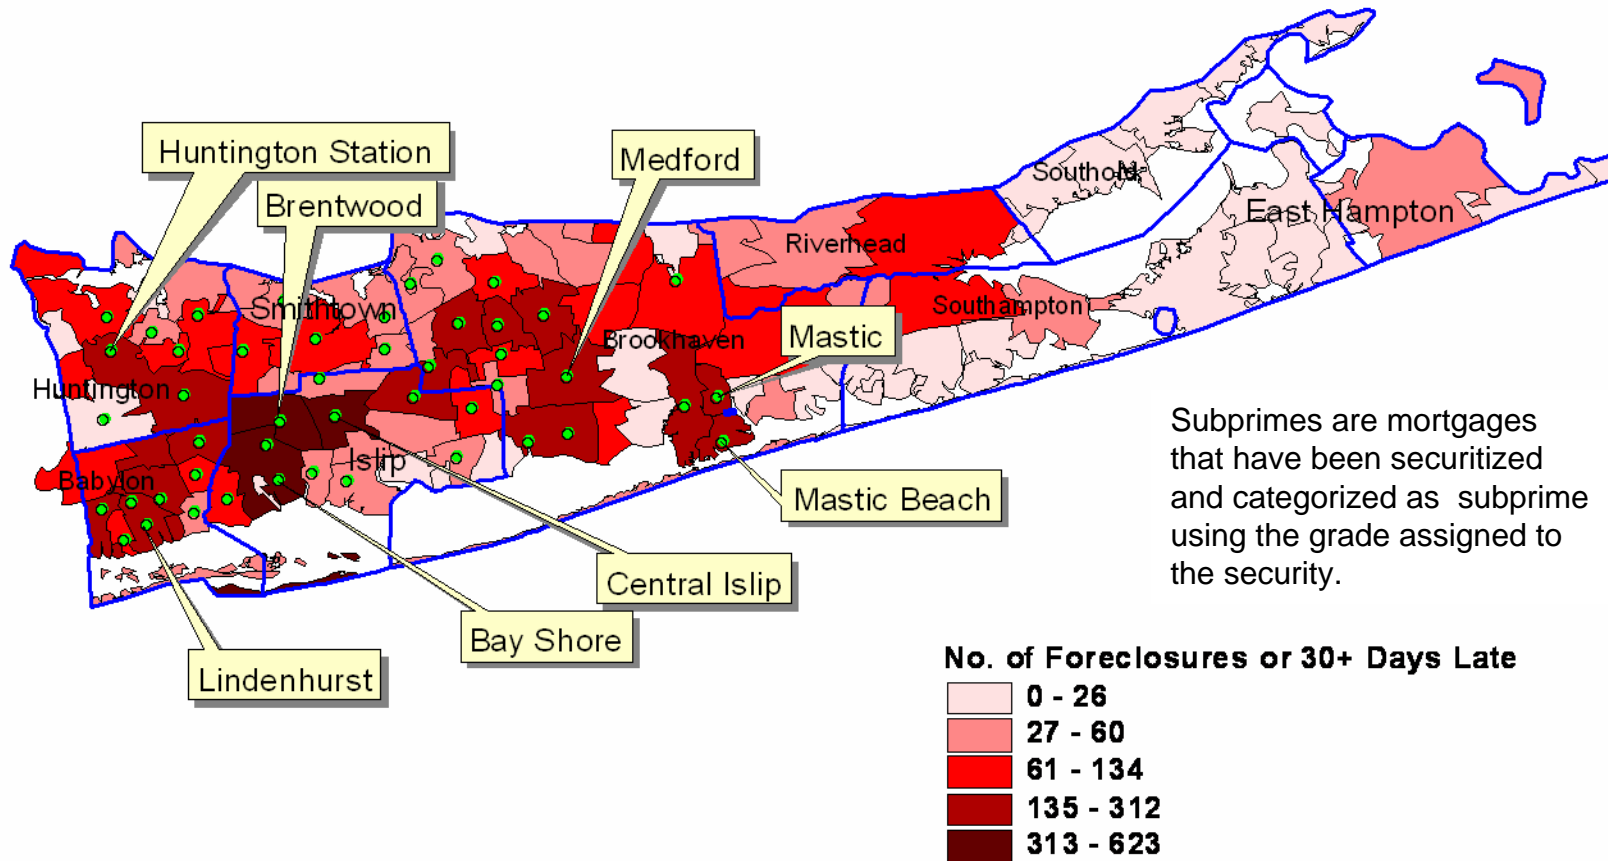 Huntington Station
Medford
Brentwood
Southold
East Hampton
Riverhead
Smithtown
Southampton
Brookhaven
Mastic
Huntington
Islip
Babylon
Mastic Beach
Central Islip
Bay Shore
Lindenhurst
Subprimes are mortgages
that have been securitized
and categorized as subprime
using the grade assigned to
the security.
No. of Foreclosures or 30+ Days Late
0 - 26
27 - 60
61 - 134
135 - 312
313 - 623